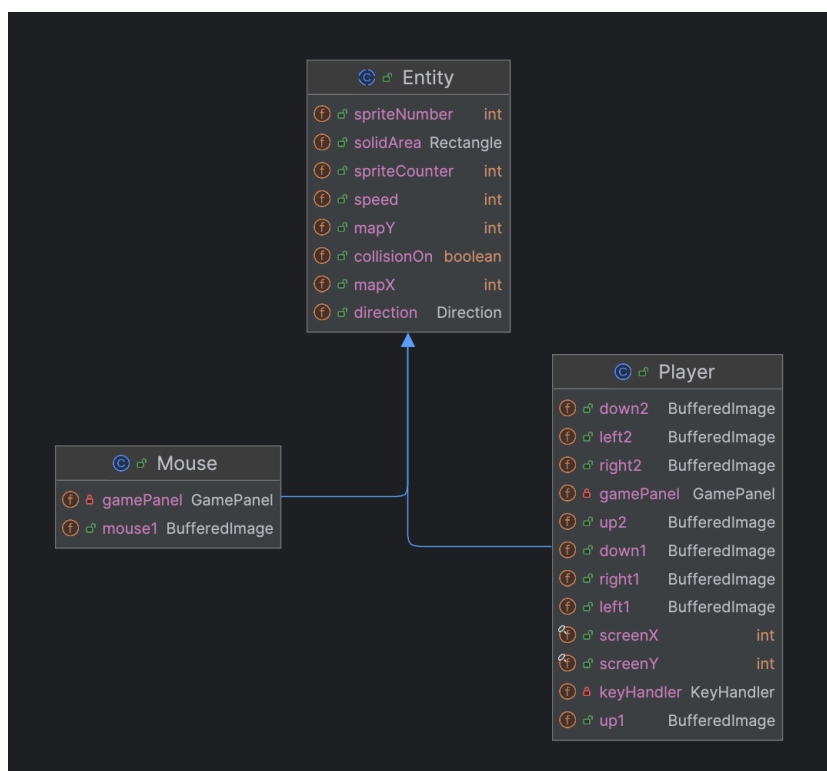 Entity
spriteNumber int
solidArea Rectangle
spriteCounter int
speed int
mapY int
collisionOn boolean
mapX int
direction Direction
Mouse
gamePanel GamePanel
mouse1 BufferedImage
Player
down2 BufferedImage
left2 BufferedImage
right2 BufferedImage
gamePanel GamePanel
up2 BufferedImage
down1 BufferedImage
right1 BufferedImage
left1 BufferedImage
screenX int
screenY int
keyHandler KeyHandler
up1 BufferedImage